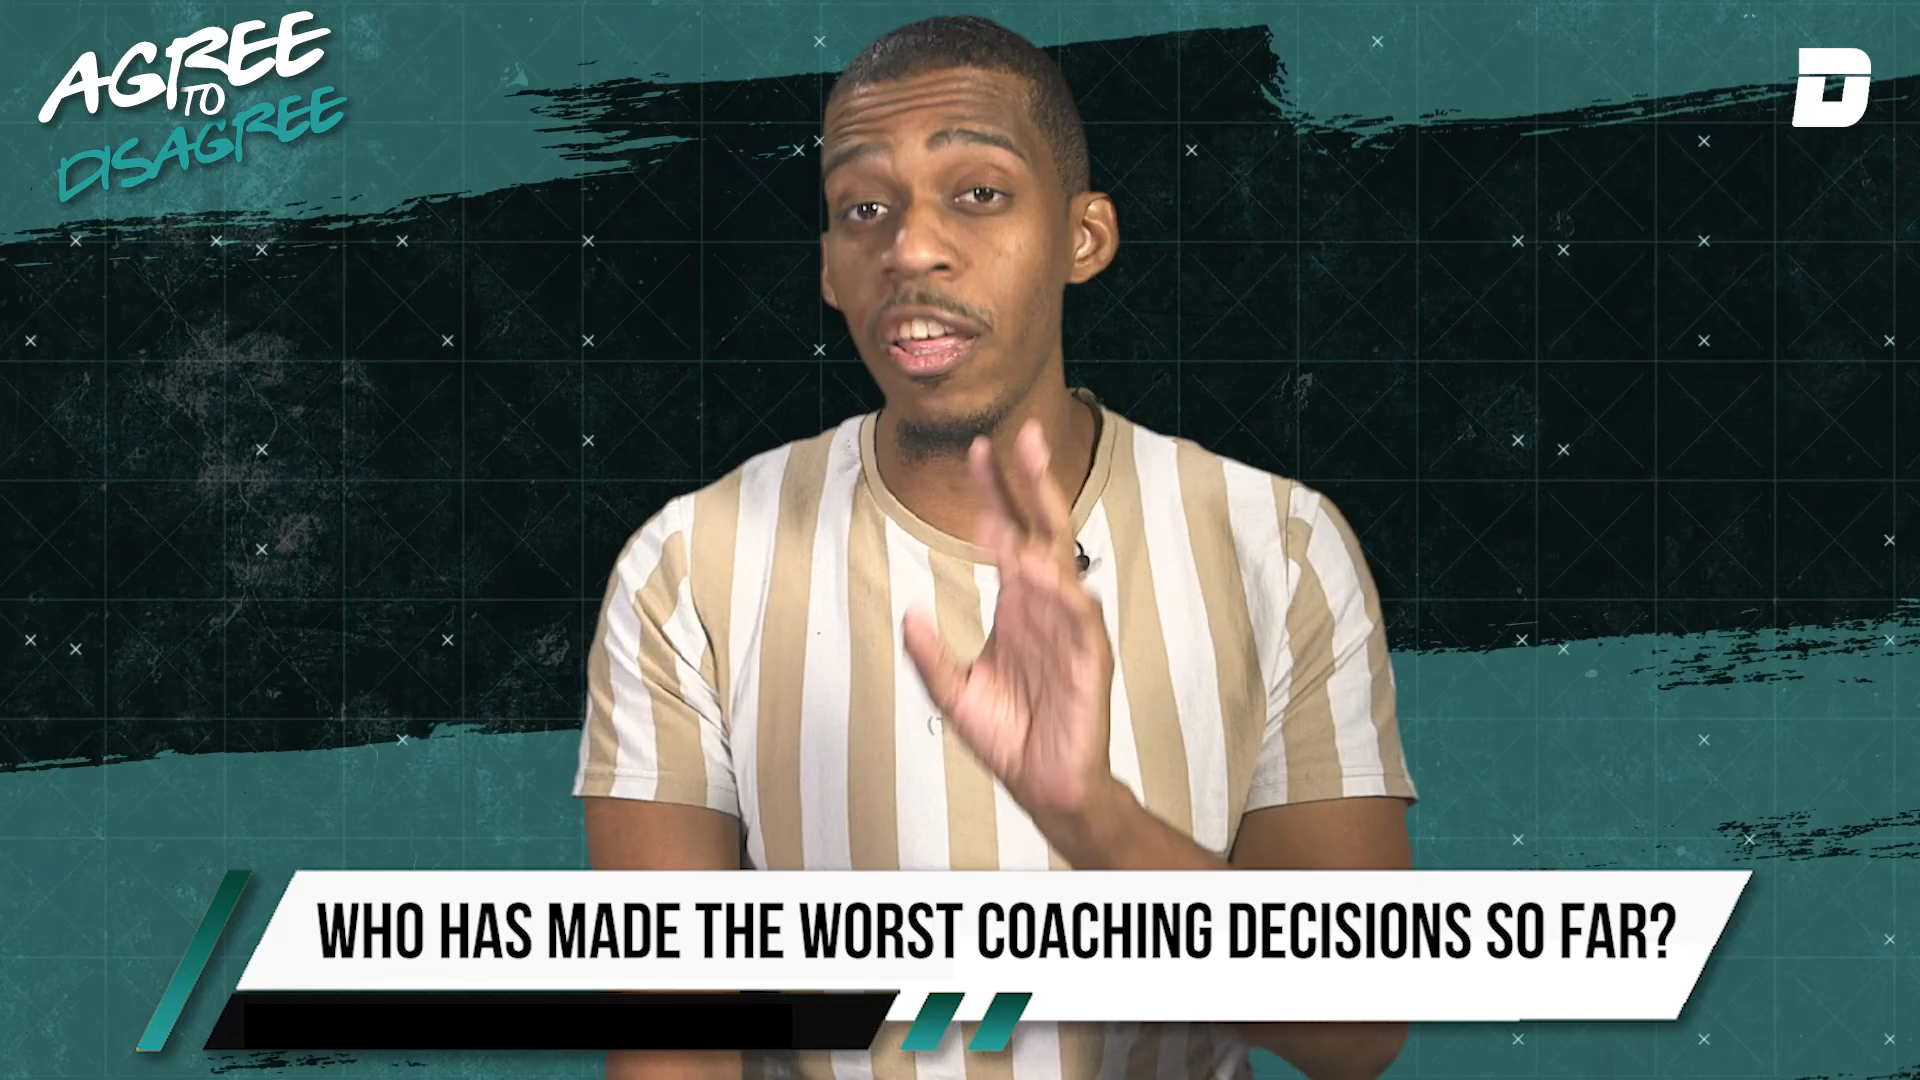 AGREE
TO
DISAGREE
D
WHO HAS MADE THE WORST COACHING DECISIONS SO FAR?